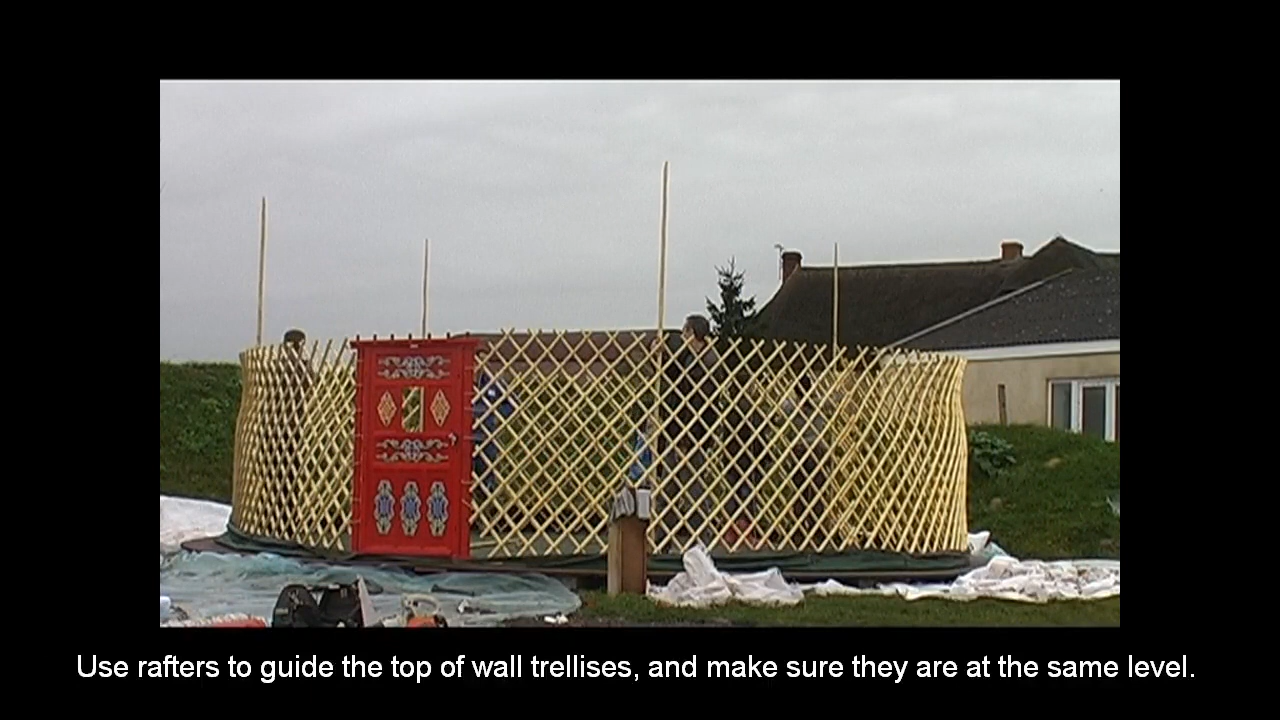 Use rafters to guide the top of wall trellises, and make sure they are at the same level.